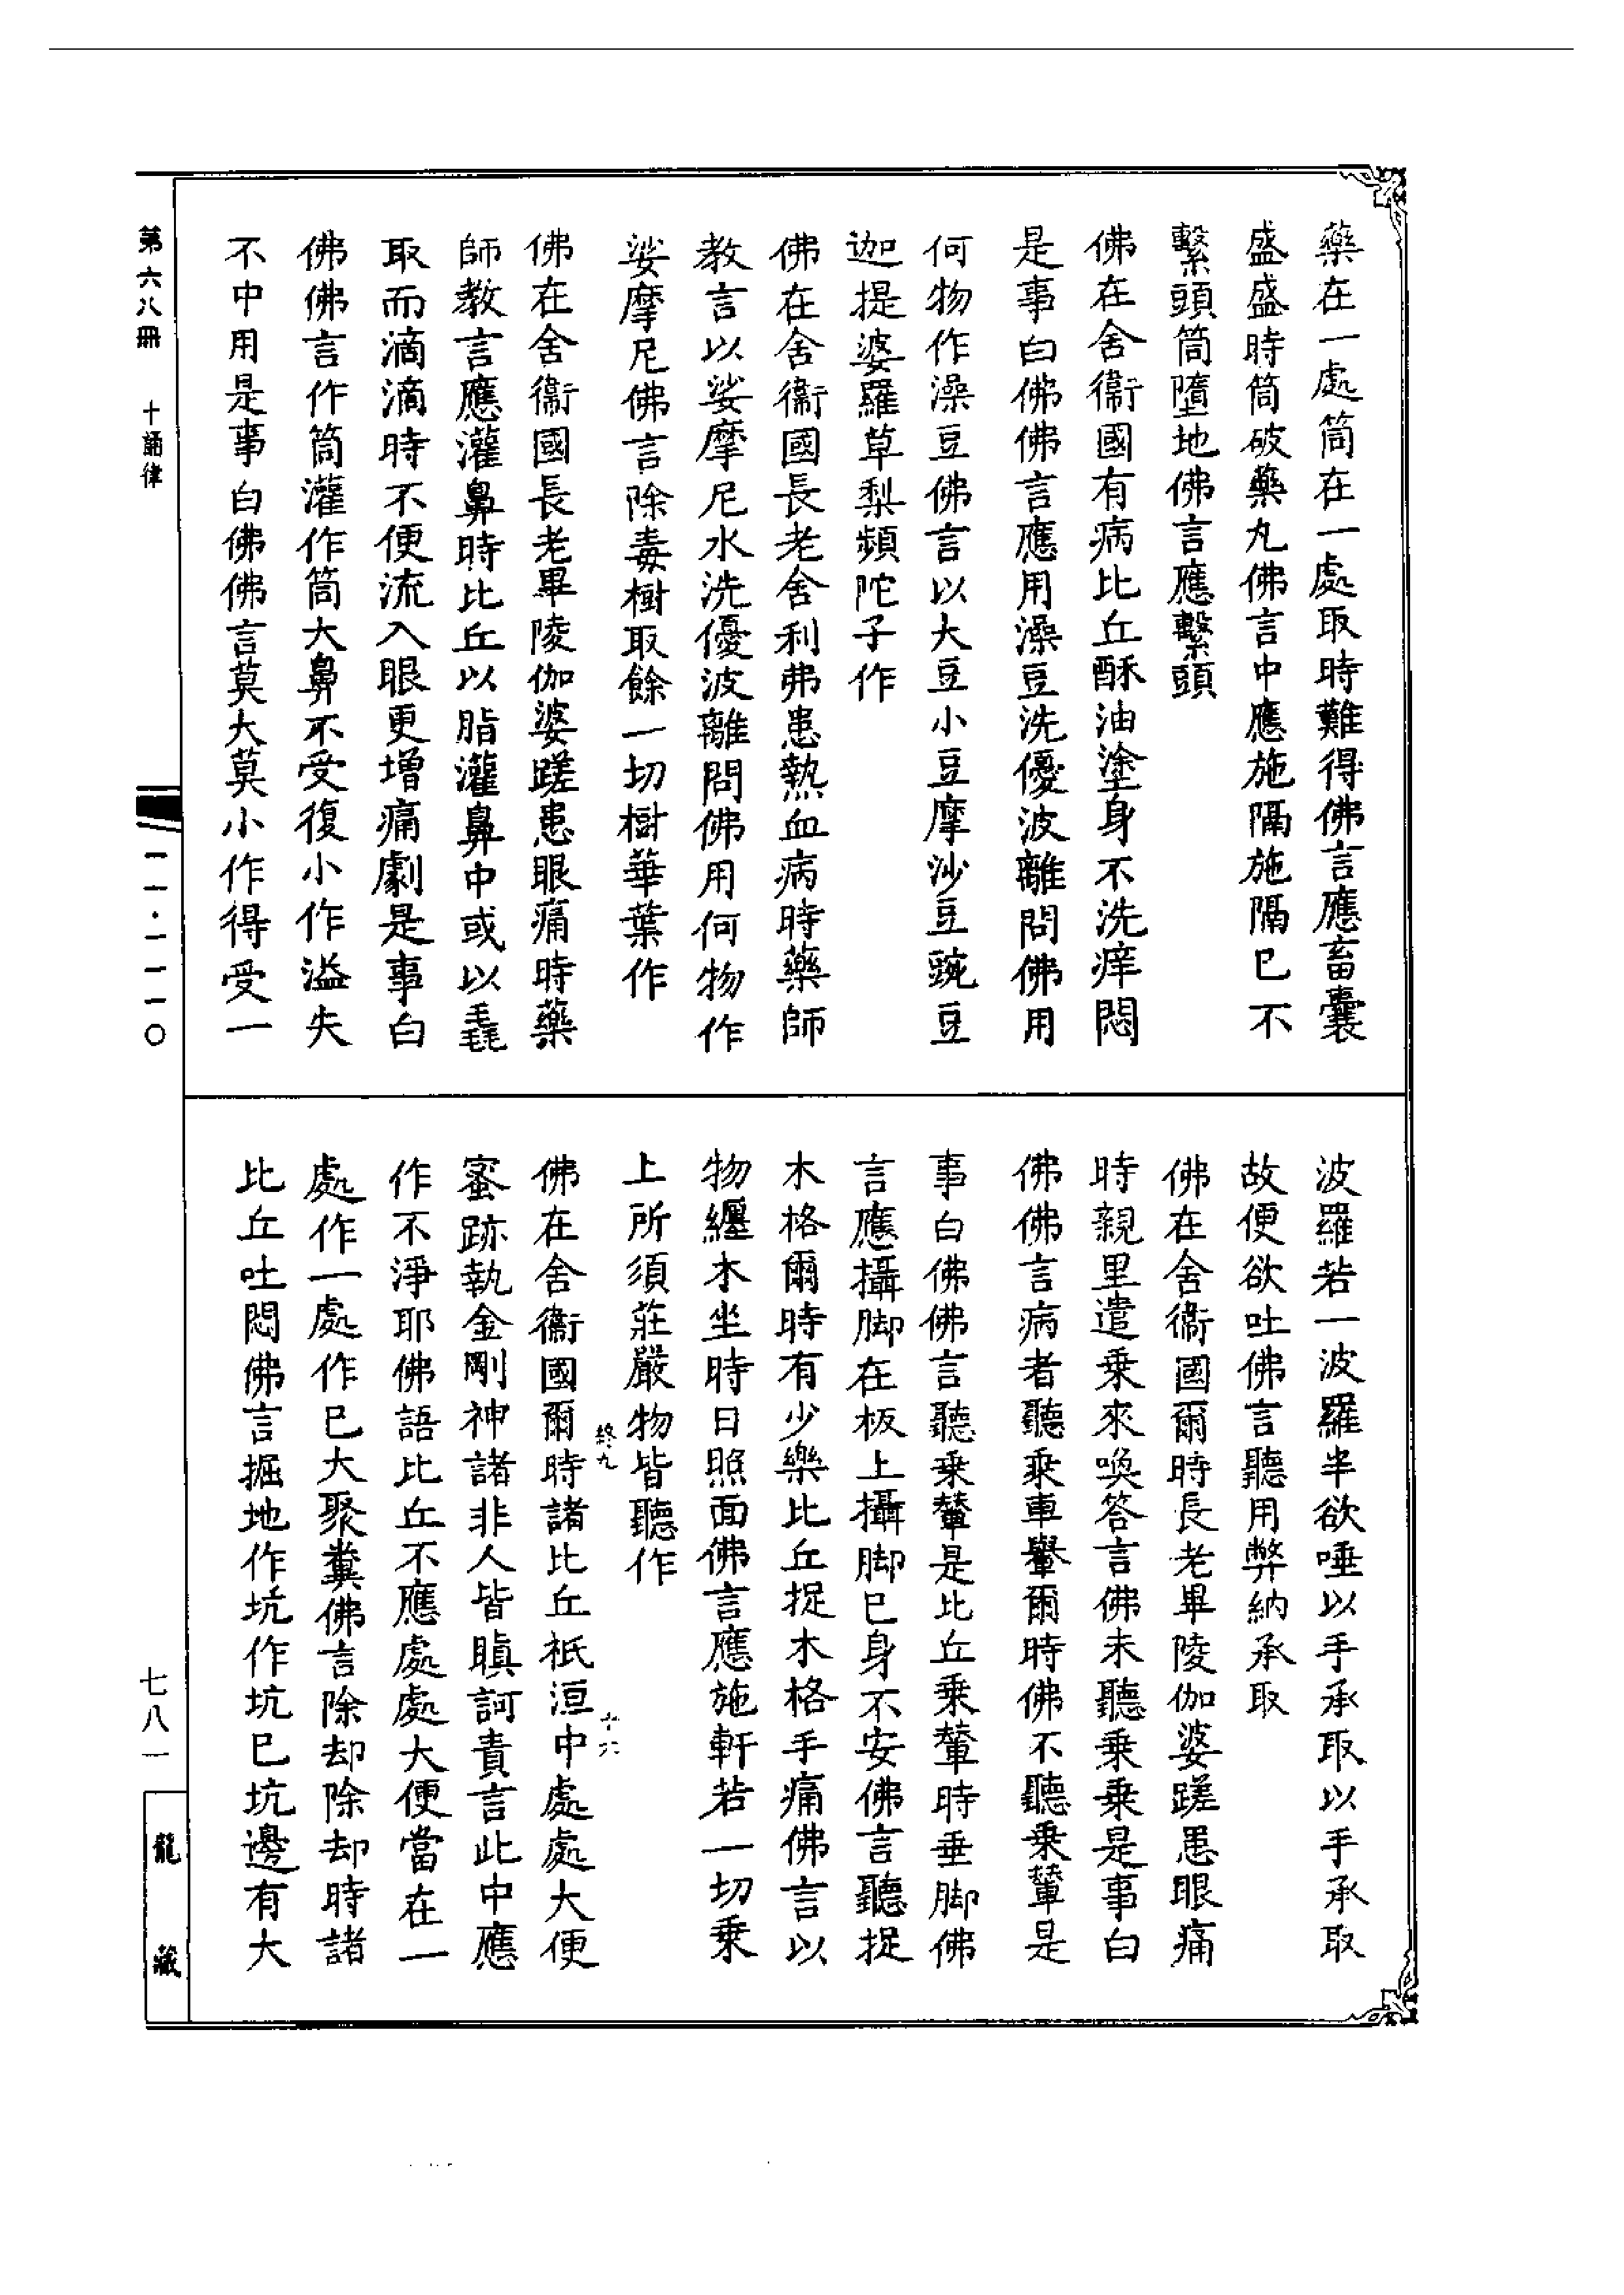 藥在一處筒在一處取時難得佛言應畜囊
盛盛時筒破藥丸佛言中應施隔施隔已不
繫頭筒墮地佛言應繫頭
佛在舍衞國有病比丘酥油塗身不洗痒悶
是事白佛佛言應用澡豆洗優波離問佛用
何物作澡豆佛言以大豆小豆摩沙豆豌豆
迦提婆羅草梨頻陀子作
佛在舍衞國長老舍利弗患熱血病時藥師
教言以娑摩尼水洗優波離問佛用何物作
娑摩尼佛言除毒樹取餘一切樹華葉作
佛在舍衞國長老畢陵伽婆蹉患眼痛時藥
師教言應灌鼻時比丘以脂灌鼻中或以毳
取而滴滴時不便流入眼更增痛劇是事白
佛佛言作筒灌作筒大鼻不受復小作溢失
不中用是事白佛佛言莫大莫小作得受一
波羅若一波羅半欲唾以手承取以手承取
故便欲吐佛言聽用弊納承取
佛在舍衞國爾時長老畢陵伽婆蹉患眼痛
時親里遣乘來喚答言佛未聽乘乘是事白
佛佛言病者聽乘車轝爾時佛不聽乘輦是
事白佛佛言聽乘輦是比丘乘輦時垂脚佛
言應攝脚在板上攝脚已身不安佛言聽捉
木格爾時有少樂比丘捉木格手痛佛言以
物纏木坐時日照面佛言應施軒若一切乘
上所須莊嚴物皆聽作
終九
十六
佛在舍衞國爾時諸比丘祇洹中處處大便
蜜跡執金剛神諸非人皆瞋訶責言此中應
作不淨耶佛語比丘不應處處大便當在一
處作一處作已大聚糞佛言除却除却時諸
比丘吐悶佛言掘地作坑作坑已坑邊有大
第六八冊
十誦律
一一·一一一〇
七八一
龍藏